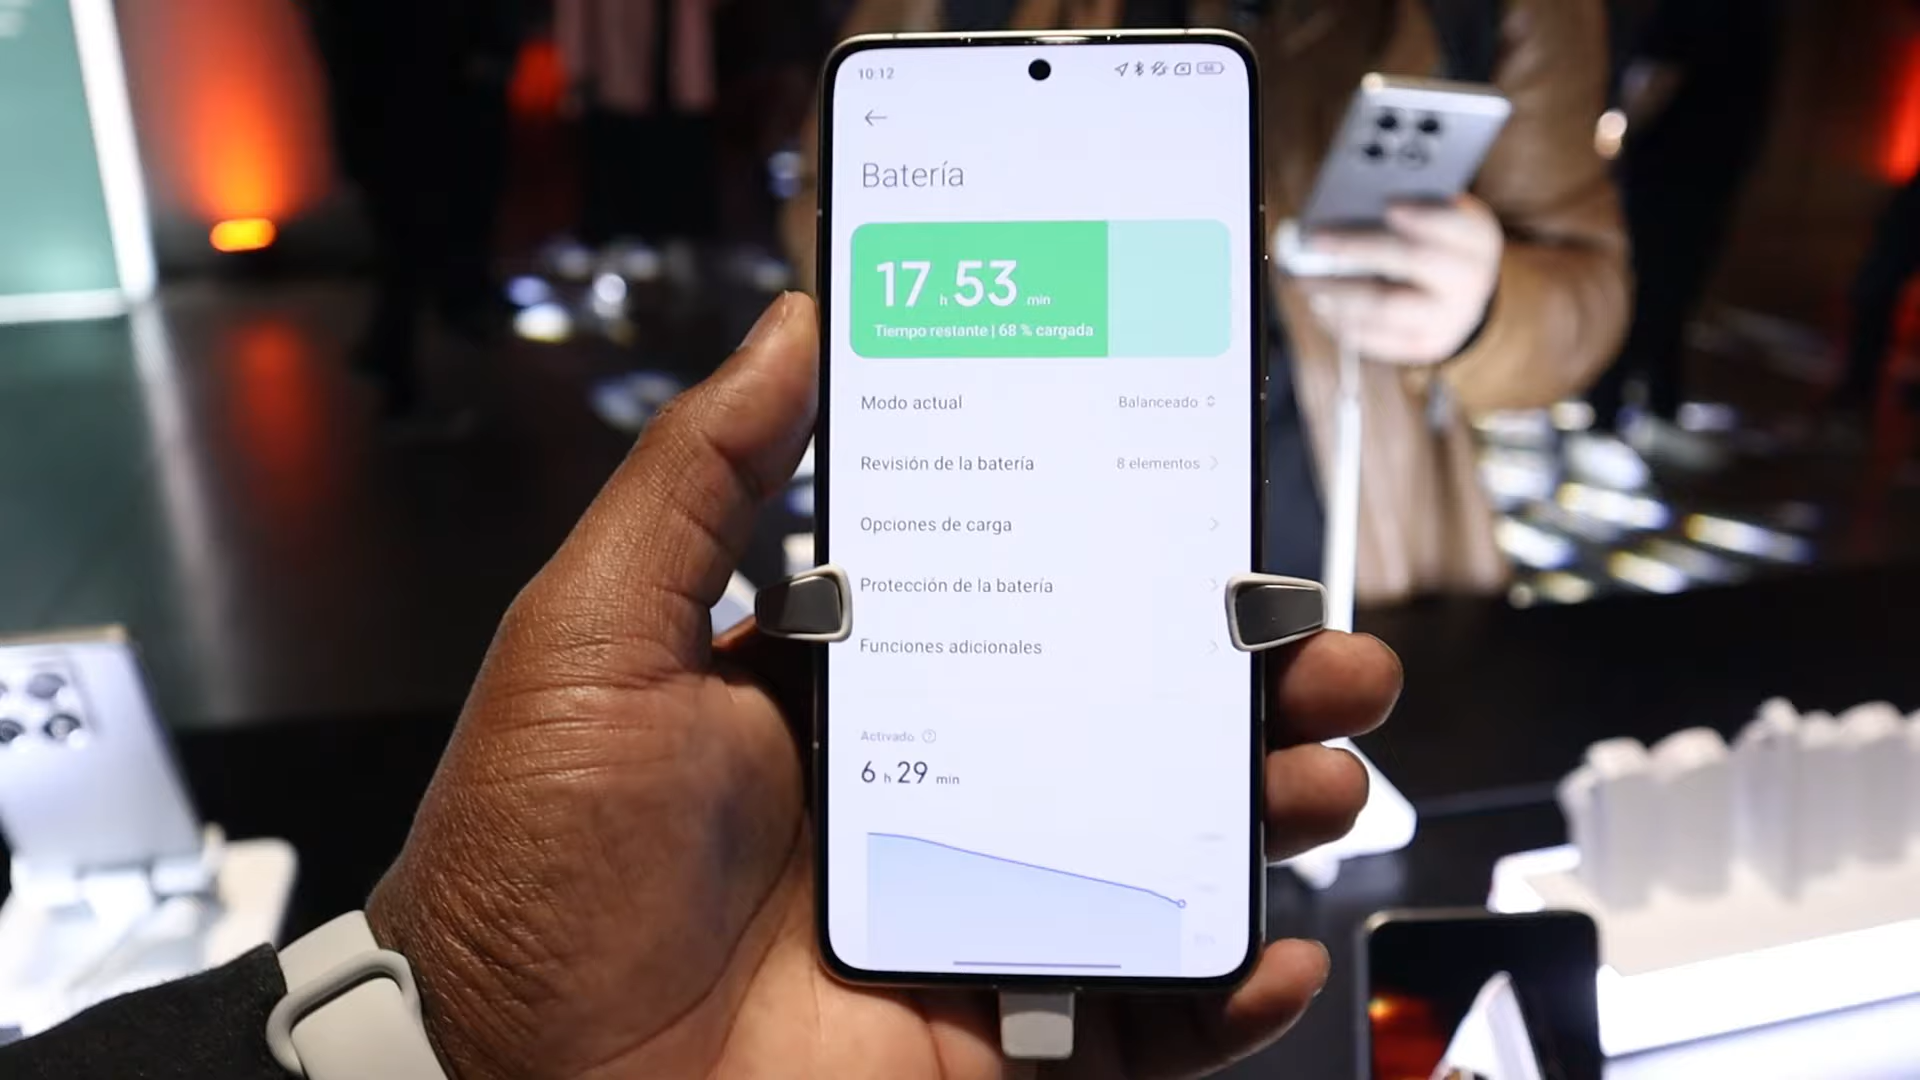 10:12
68
Batería
17 h 53 min
Tiempo restante | 68 % cargada
Modo actual Balanceado
Revisión de la batería 8 elementos
Opciones de carga
Protección de la batería
Funciones adicionales
Activado
6 h 29 min